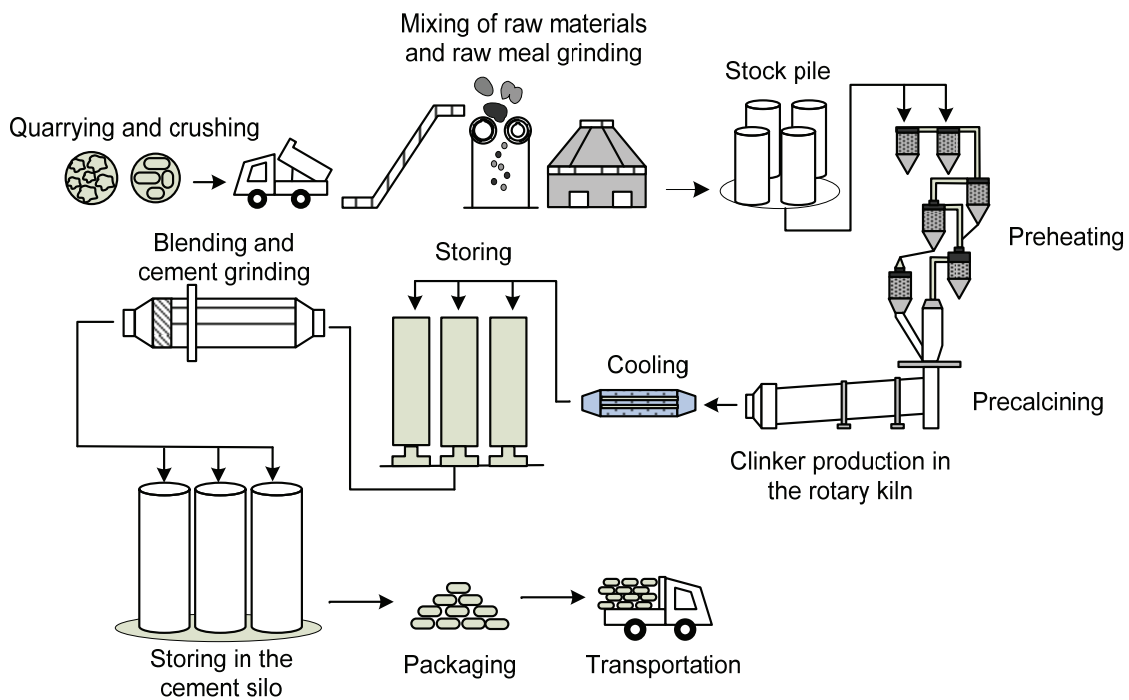 Mixing of raw materials
and raw meal grinding
Stock pile
Quarrying and crushing
Preheating
Blending and
cement grinding
Storing
Cooling
Precalcining
Clinker production in
the rotary kiln
Storing in the
cement silo
Packaging
Transportation